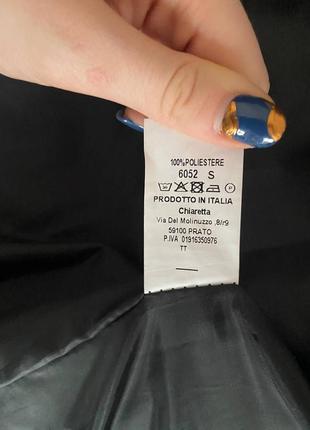 100%POLIESTERE
6052 S
PRODOTTO IN ITALIA
Chiaretta
Via Del Molinuzzo ,8/r9
59100 PRATO
P.IVA 01916350976
TT